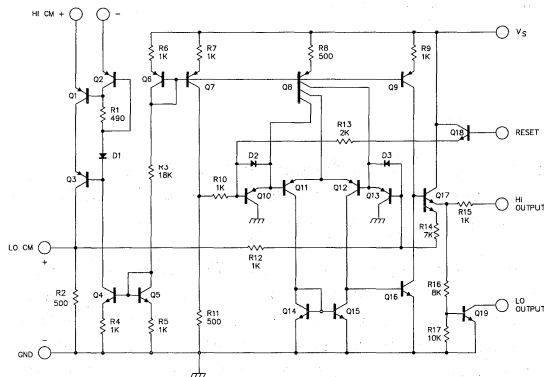 HI CM + −
VS
R6 1K
R7 1K
R8 500
R9 1K
Q1
Q2
Q6
Q7
Q8
Q9
R1 490
R13 2K
Q18
RESET
D1
D2
D3
Q3
R3 18K
R10 1K
Q10
Q11
Q12
Q13
Q17
HI OUTPUT
R15 1K
R14 7K
LO CM +
R12 1K
R2 500
Q4
Q5
R11 500
Q14
Q15
Q16
R16 8K
LO OUTPUT
Q19
R4 1K
R5 1K
R17 10K
−
GND